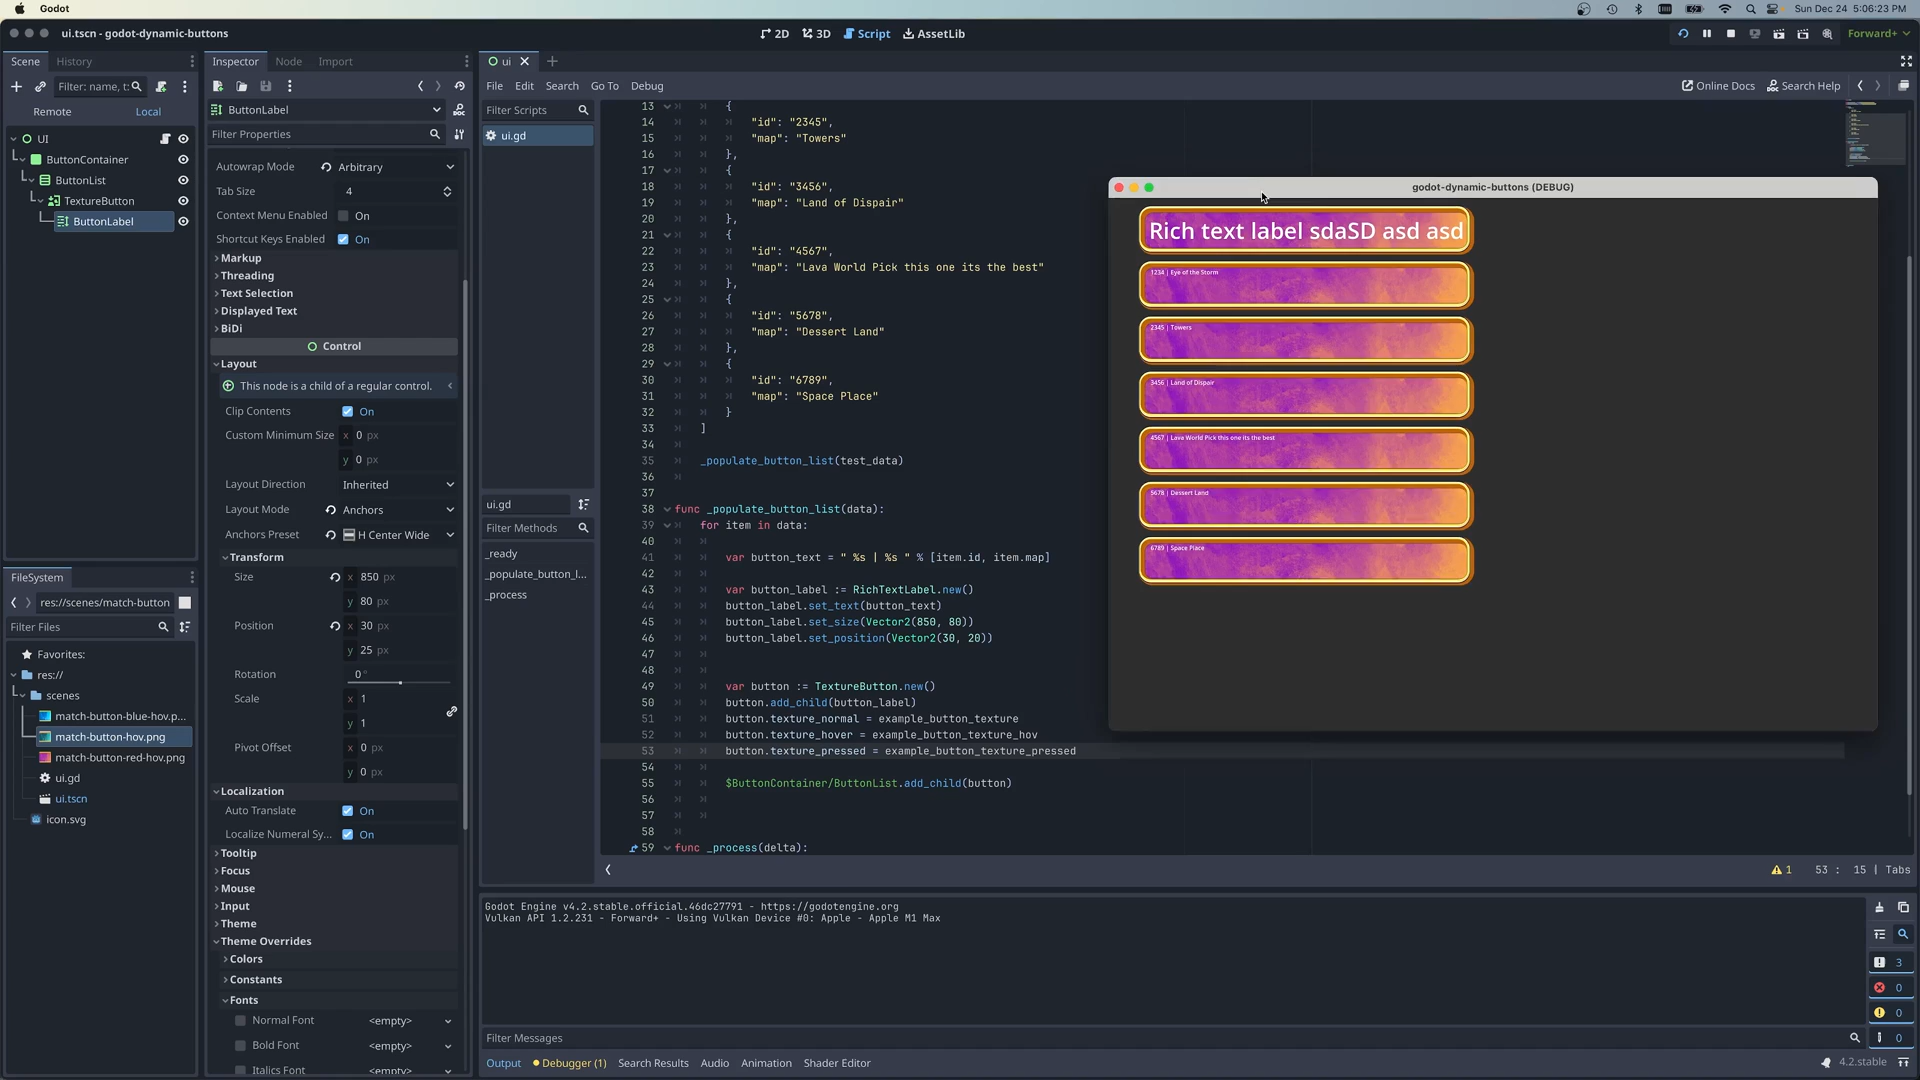 Godot
Sun Dec 24 5:06:23 PM
ui.tscn - godot-dynamic-buttons
2D
3D
Script
AssetLib
Forward+
Scene
History
Filter: name, t:
Remote
Local
UI
ButtonContainer
ButtonList
TextureButton
ButtonLabel
Inspector
Node
Import
ButtonLabel
Filter Properties
Autowrap Mode
Arbitrary
Tab Size
4
Context Menu Enabled
On
Shortcut Keys Enabled
On
Markup
Threading
Text Selection
Displayed Text
BiDi
Control
Layout
This node is a child of a regular control.
Clip Contents
On
Custom Minimum Size
x 0 px
y 0 px
Layout Direction
Inherited
Layout Mode
Anchors
Anchors Preset
H Center Wide
Transform
Size
x 850 px
y 80 px
Position
x 30 px
y 25 px
Rotation
0 °
Scale
x 1
y 1
Pivot Offset
x 0 px
y 0 px
Localization
Auto Translate
On
Localize Numeral Sy...
On
Tooltip
Focus
Mouse
Input
Theme
Theme Overrides
Colors
Constants
Fonts
Normal Font
<empty>
Bold Font
<empty>
Italics Font
<empty>
FileSystem
res://scenes/match-button
Filter Files
Favorites:
res://
scenes
match-button-blue-hov.p...
match-button-hov.png
match-button-red-hov.png
ui.gd
ui.tscn
icon.svg
ui
File Edit Search Go To Debug
Online Docs
Search Help
Filter Scripts
ui.gd
ui.gd
Filter Methods
_ready
_populate_button_l...
_process
13 {
14 "id": "2345",
15 "map": "Towers"
16 },
17 {
18 "id": "3456",
19 "map": "Land of Dispair"
20 },
21 {
22 "id": "4567",
23 "map": "Lava World Pick this one its the best"
24 },
25 {
26 "id": "5678",
27 "map": "Dessert Land"
28 },
29 {
30 "id": "6789",
31 "map": "Space Place"
32 }
33 ]
34
35 _populate_button_list(test_data)
36
37
38 func _populate_button_list(data):
39 for item in data:
40
41 var button_text = " %s | %s " % [item.id, item.map]
42
43 var button_label := RichTextLabel.new()
44 button_label.set_text(button_text)
45 button_label.set_size(Vector2(850, 80))
46 button_label.set_position(Vector2(30, 20))
47
48
49 var button := TextureButton.new()
50 button.add_child(button_label)
51 button.texture_normal = example_button_texture
52 button.texture_hover = example_button_texture_hov
53 button.texture_pressed = example_button_texture_pressed
54
55 $ButtonContainer/ButtonList.add_child(button)
56
57
58
59 func _process(delta):
1
53 : 15 | Tabs
godot-dynamic-buttons (DEBUG)
Rich text label sdaSD asd asd
1234 | Eye of the Storm
2345 | Towers
3456 | Land of Dispair
4567 | Lava World Pick this one its the best
5678 | Dessert Land
6789 | Space Place
Godot Engine v4.2.stable.official.46dc27791 - https://godotengine.org
Vulkan API 1.2.231 - Forward+ - Using Vulkan Device #0: Apple - Apple M1 Max
3
0
0
0
Filter Messages
Output
Debugger (1)
Search Results
Audio
Animation
Shader Editor
4.2.stable